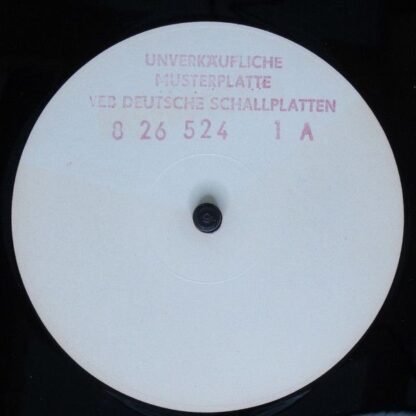 UNVERKÄUFLICHE
MUSTERPLATTE
VEB DEUTSCHE SCHALLPLATTEN
8 26 524 1 A